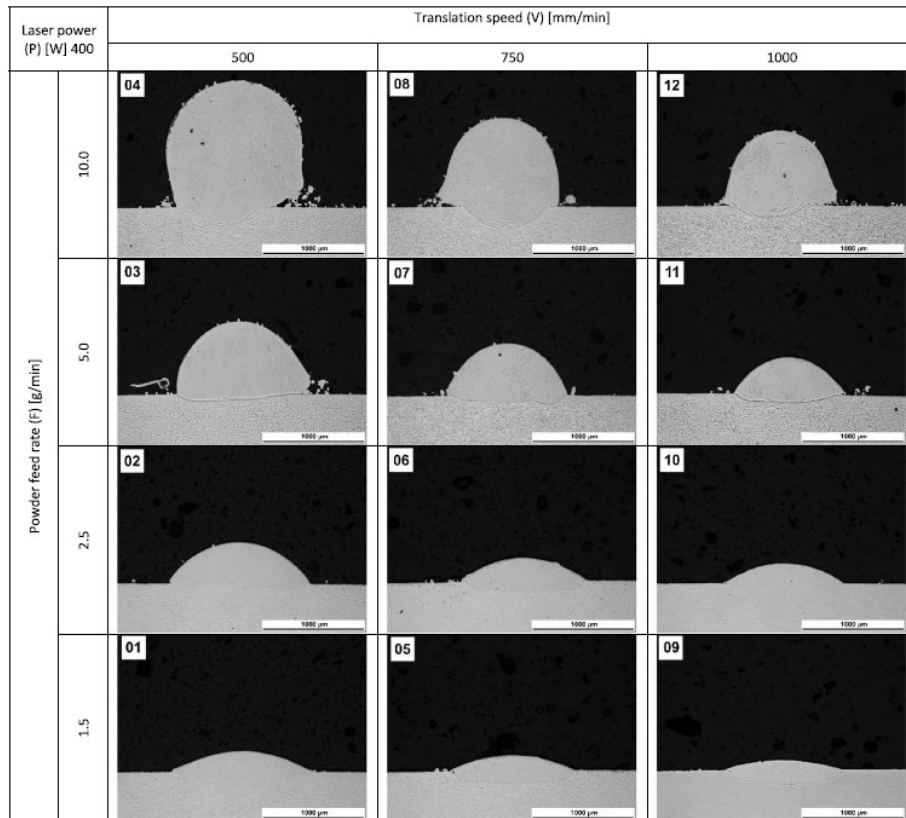 Laser power
(P) [W] 400
Translation speed (V) [mm/min]
500
750
1000
Powder feed rate (F) [g/min]
10.0
04
1000 µm
08
1000 µm
12
1000 µm
5.0
03
1000 µm
07
1000 µm
11
1000 µm
2.5
02
1000 µm
06
1000 µm
10
1000 µm
1.5
01
1000 µm
05
1000 µm
09
1000 µm